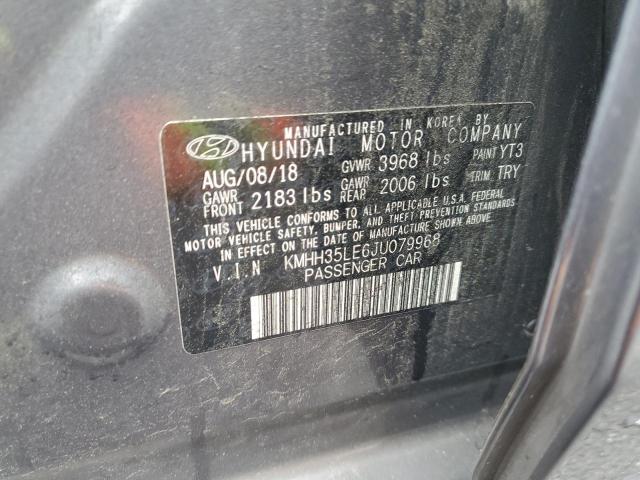 MANUFACTURED IN KOREA BY
HYUNDAI MOTOR COMPANY
AUG/08/18 GVWR 3968 lbs PAINT YT3
GAWR FRONT 2183 lbs GAWR REAR 2006 lbs TRIM TRY
THIS VEHICLE CONFORMS TO ALL APPLICABLE U.S.A. FEDERAL
MOTOR VEHICLE SAFETY, BUMPER, AND THEFT PREVENTION
STANDARDS IN EFFECT ON THE DATE OF MANUFACTURE SHOWN ABOVE.
V.I.N KMHH35LE6JU079968
PASSENGER CAR